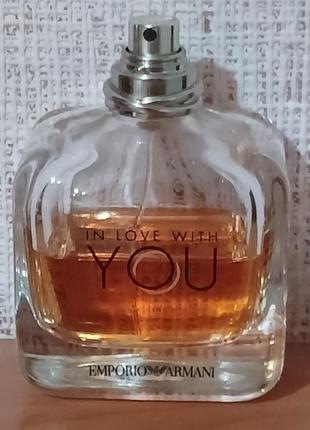 IN LOVE WITH
YOU
EMPORIO ARMANI